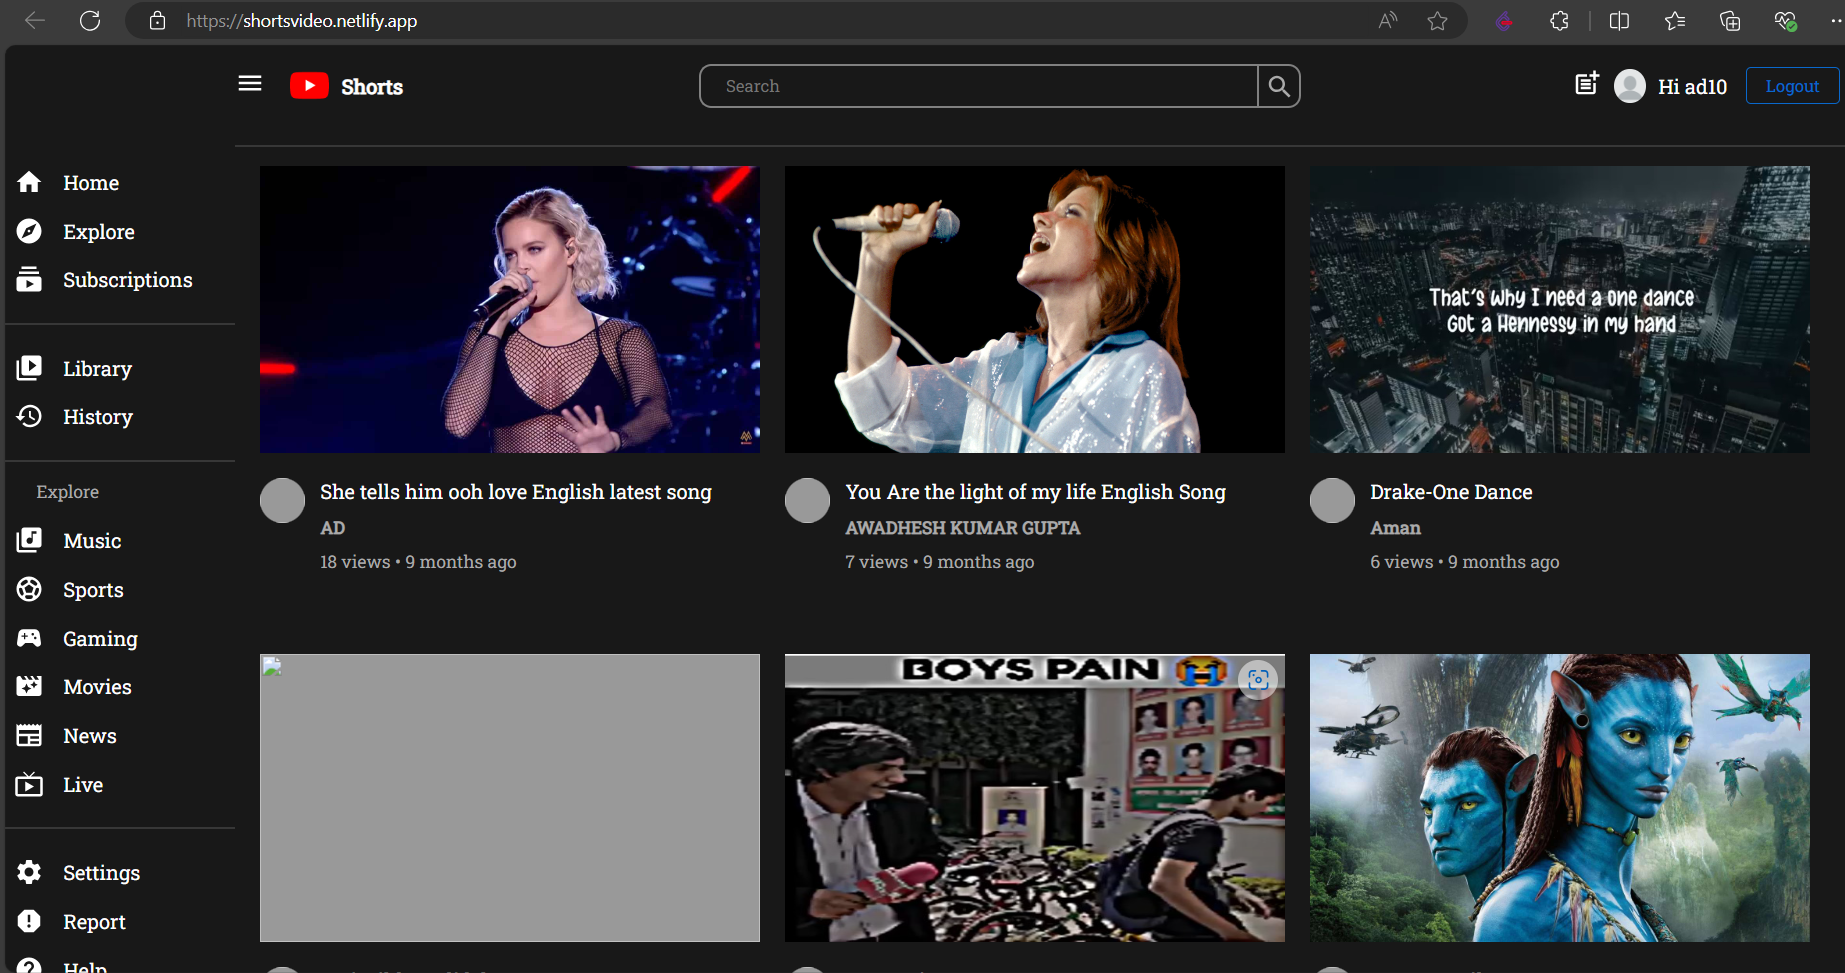 https://shortsvideo.netlify.app
Shorts
Search
Hi ad10
Logout
Home
Explore
Subscriptions
Library
History
Explore
Music
Sports
Gaming
Movies
News
Live
Settings
Report
Help
That's why I need a one dance
Got a Hennessy in my hand
She tells him ooh love English latest song
AD
18 views • 9 months ago
You Are the light of my life English Song
AWADHESH KUMAR GUPTA
7 views • 9 months ago
Drake-One Dance
Aman
6 views • 9 months ago
BOYS PAIN 😭